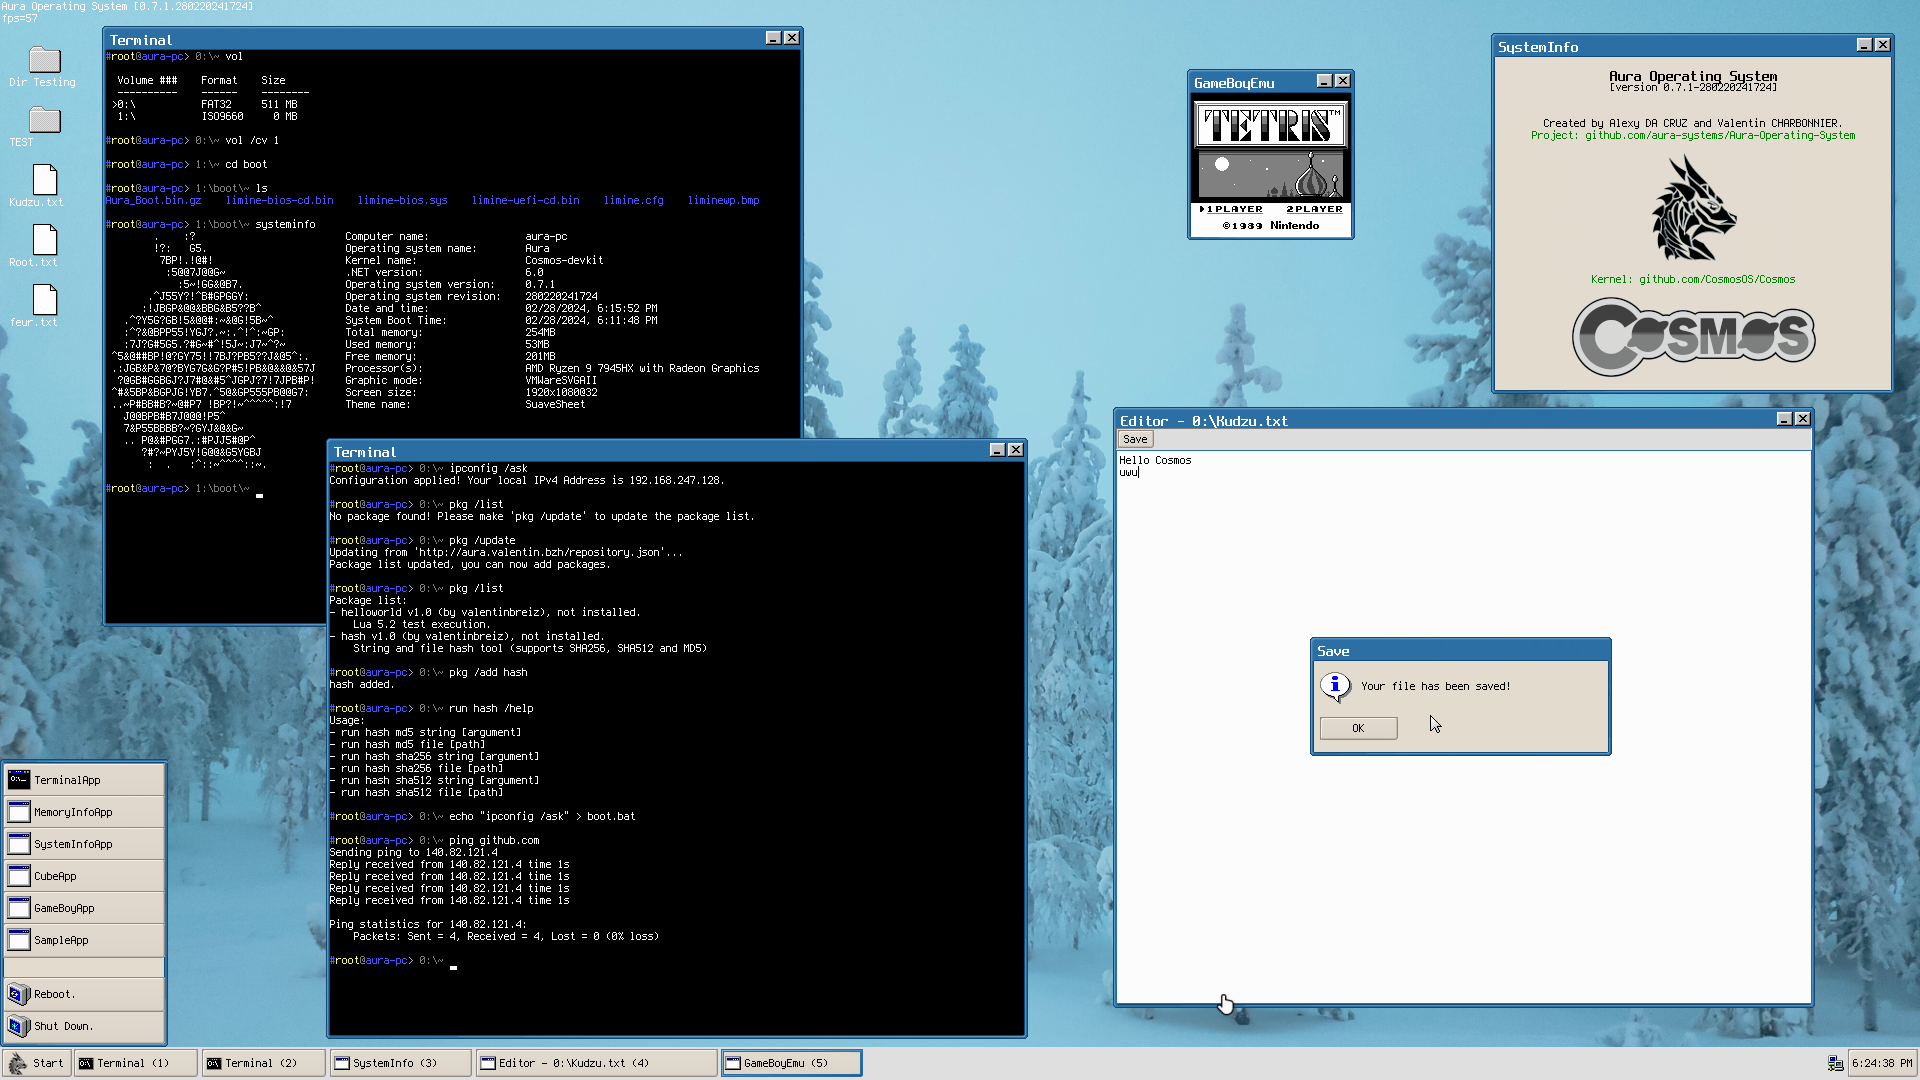 Aura Operating System [0.7.1.280220241724]
fps=57
Dir Testing
TEST
Kudzu.txt
Root.txt
feur.txt
Terminal
#root@aura-pc> 0:\~ vol
Volume ### Format Size
---------- ------ --------
>0:\ FAT32 511 MB
1:\ ISO9660 0 MB
#root@aura-pc> 0:\~ vol /cv 1
#root@aura-pc> 1:\~ cd boot
#root@aura-pc> 1:\boot\~ ls
Aura_Boot.bin.gz limine-bios-cd.bin limine-bios.sys limine-uefi-cd.bin limine.cfg liminewp.bmp
#root@aura-pc> 1:\boot\~ systeminfo
Computer name: aura-pc
Operating system name: Aura
Kernel name: Cosmos-devkit
.NET version: 6.0
Operating system version: 0.7.1
Operating system revision: 280220241724
Date and time: 02/28/2024, 6:15:52 PM
System Boot Time: 02/28/2024, 6:11:48 PM
Total memory: 254MB
Used memory: 53MB
Free memory: 201MB
Processor(s): AMD Ryzen 9 7945HX with Radeon Graphics
Graphic mode: VMWareSVGAII
Screen size: 1920x1080@32
Theme name: SuaveSheet
#root@aura-pc> 1:\boot\~
Terminal
#root@aura-pc> 0:\~ ipconfig /ask
Configuration applied! Your local IPv4 Address is 192.168.247.128.
#root@aura-pc> 0:\~ pkg /list
No package found! Please make 'pkg /update' to update the package list.
#root@aura-pc> 0:\~ pkg /update
Updating from 'http://aura.valentin.bzh/repository.json'...
Package list updated, you can now add packages.
#root@aura-pc> 0:\~ pkg /list
Package list:
- helloworld v1.0 (by valentinbreiz), not installed.
Lua 5.2 test execution.
- hash v1.0 (by valentinbreiz), not installed.
String and file hash tool (supports SHA256, SHA512 and MD5)
#root@aura-pc> 0:\~ pkg /add hash
hash added.
#root@aura-pc> 0:\~ run hash /help
Usage:
- run hash md5 string [argument]
- run hash md5 file [path]
- run hash sha256 string [argument]
- run hash sha256 file [path]
- run hash sha512 string [argument]
- run hash sha512 file [path]
#root@aura-pc> 0:\~ echo "ipconfig /ask" > boot.bat
#root@aura-pc> 0:\~ ping github.com
Sending ping to 140.82.121.4
Reply received from 140.82.121.4 time 1s
Reply received from 140.82.121.4 time 1s
Reply received from 140.82.121.4 time 1s
Reply received from 140.82.121.4 time 1s
Ping statistics for 140.82.121.4:
Packets: Sent = 4, Received = 4, Lost = 0 (0% loss)
#root@aura-pc> 0:\~
GameBoyEmu
TETRIS™
1PLAYER 2PLAYER
©1989 Nintendo
SystemInfo
Aura Operating System
[version 0.7.1-280220241724]
Created by Alexy DA CRUZ and Valentin CHARBONNIER.
Project: github.com/aura-systems/Aura-Operating-System
Kernel: github.com/CosmosOS/Cosmos
COSMOS
Editor - 0:\Kudzu.txt
Save
Hello Cosmos
uwu
Save
Your file has been saved!
OK
TerminalApp
MemoryInfoApp
SystemInfoApp
CubeApp
GameBoyApp
SampleApp
Reboot.
Shut Down.
Start
Terminal (1)
Terminal (2)
SystemInfo (3)
Editor - 0:\Kudzu.txt (4)
GameBoyEmu (5)
6:24:38 PM